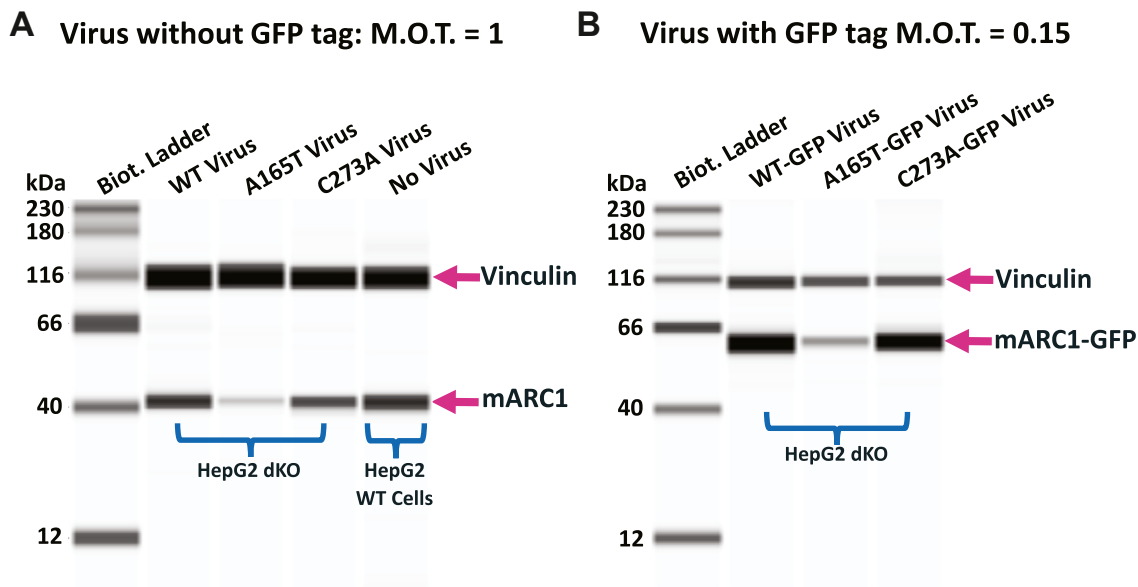 A Virus without GFP tag: M.O.T. = 1
kDa
Biot. Ladder
WT Virus
A165T Virus
C273A Virus
No Virus
230
180
116
66
40
12
Vinculin
mARC1
HepG2 dKO
HepG2
WT Cells
B Virus with GFP tag M.O.T. = 0.15
kDa
Biot. Ladder
WT-GFP Virus
A165T-GFP Virus
C273A-GFP Virus
230
180
116
66
40
12
Vinculin
mARC1-GFP
HepG2 dKO